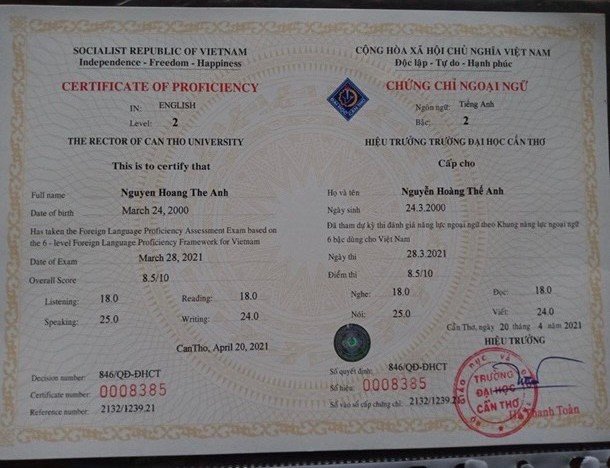 SOCIALIST REPUBLIC OF VIETNAM
Independence - Freedom - Happiness
CERTIFICATE OF PROFICIENCY
IN: ENGLISH
Level: 2
THE RECTOR OF CAN THO UNIVERSITY
This is to certify that
Full name Nguyen Hoang The Anh
Date of birth March 24, 2000
Has taken the Foreign Language Proficiency Assessment Exam based on
the 6 - level Foreign Language Proficiency Framework for Vietnam
Date of Exam March 28, 2021
Overall Score 8.5/10
Listening: 18.0 Reading: 18.0
Speaking: 25.0 Writing: 24.0
CanTho, April 20, 2021
Decision number: 846/QĐ-ĐHCT
Certificate number: 0008385
Reference number: 2132/1239.21
CỘNG HÒA XÃ HỘI CHỦ NGHĨA VIỆT NAM
Độc lập - Tự do - Hạnh phúc
CHỨNG CHỈ NGOẠI NGỮ
Ngôn ngữ: Tiếng Anh
Bậc: 2
HIỆU TRƯỞNG TRƯỜNG ĐẠI HỌC CẦN THƠ
Cấp cho
Họ và tên Nguyễn Hoàng Thế Anh
Ngày sinh 24.3.2000
Đã tham dự kỳ thi đánh giá năng lực ngoại ngữ theo Khung năng lực ngoại ngữ
6 bậc dùng cho Việt Nam
Ngày thi 28.3.2021
Điểm thi 8.5/10
Nghe: 18.0 Đọc: 18.0
Nói: 25.0 Viết: 24.0
Cần Thơ, ngày 20 tháng 4 năm 2021
HIỆU TRƯỞNG
Số quyết định: 846/QĐ-ĐHCT
Số hiệu: 0008385
Số vào sổ cấp chứng chỉ: 2132/1239.21
TRƯỜNG
ĐẠI HỌC
CẦN THƠ
Thanh Toàn